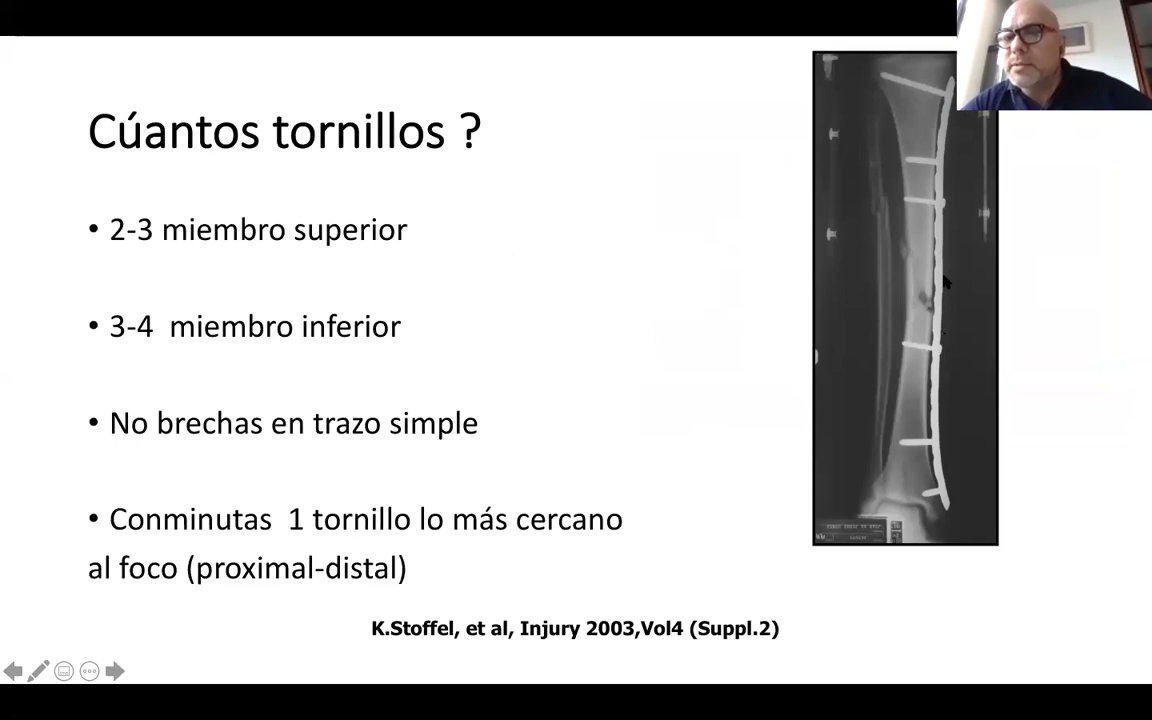 Cúantos tornillos ?
• 2-3 miembro superior
• 3-4  miembro inferior
• No brechas en trazo simple
• Conminutas  1 tornillo lo más cercano
al foco (proximal-distal)
K.Stoffel, et al, Injury 2003,Vol4 (Suppl.2)